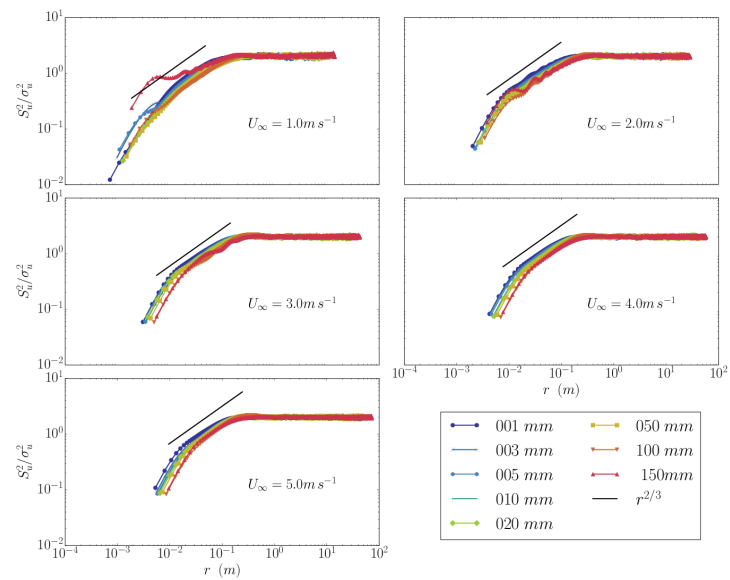 10^1
10^0
10^-1
10^-2
S_u^2/σ_u^2
U_∞ = 1.0m s^-1
U_∞ = 2.0m s^-1
10^1
10^0
10^-1
10^-2
S_u^2/σ_u^2
U_∞ = 3.0m s^-1
U_∞ = 4.0m s^-1
10^-4 10^-3 10^-2 10^-1 10^0 10^1 10^2
r (m)
10^1
10^0
10^-1
10^-2
S_u^2/σ_u^2
U_∞ = 5.0m s^-1
10^-4 10^-3 10^-2 10^-1 10^0 10^1 10^2
r (m)
001 mm
003 mm
005 mm
010 mm
020 mm
050 mm
100 mm
150mm
r^2/3